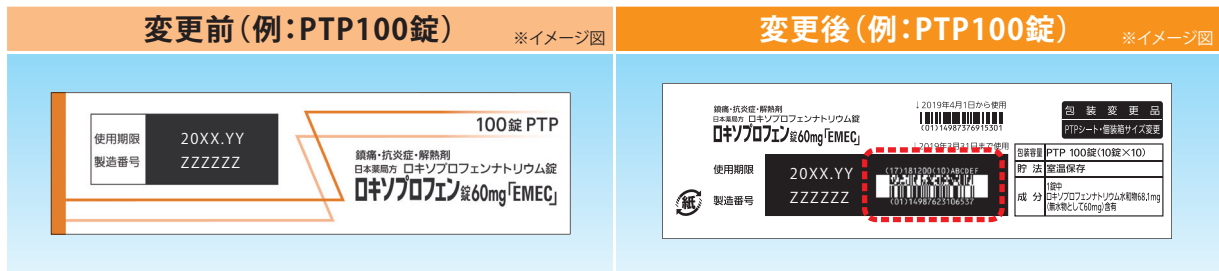 変更前（例：PTP100錠）
※イメージ図
使用期限 20XX.YY
製造番号 ZZZZZZ
100錠 PTP
鎮痛・抗炎症・解熱剤
日本薬局方 ロキソプロフェンナトリウム錠
ロキソプロフェン錠60mg「EMEC」
変更後（例：PTP100錠）
※イメージ図
鎮痛・抗炎症・解熱剤
日本薬局方 ロキソプロフェンナトリウム錠
ロキソプロフェン錠60mg「EMEC」
使用期限 20XX.YY
製造番号 ZZZZZZ
紙
↓2019年4月1日から使用
(01)14987376915301
↓2019年3月31日まで使用
(17)181200(10)ABCDEF
(01)14987623106537
包装変更品
PTPシート・個装箱サイズ変更
包装容量 PTP 100錠(10錠×10)
貯法 室温保存
成分 1錠中
ロキソプロフェンナトリウム水和物68.1mg
(無水物として60mg)含有